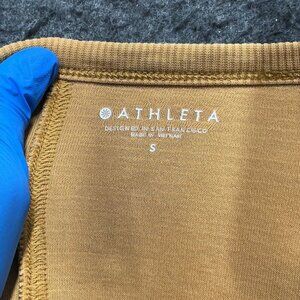 ATHLETA
DESIGNED IN SAN FRANCISCO
MADE IN VIETNAM
S